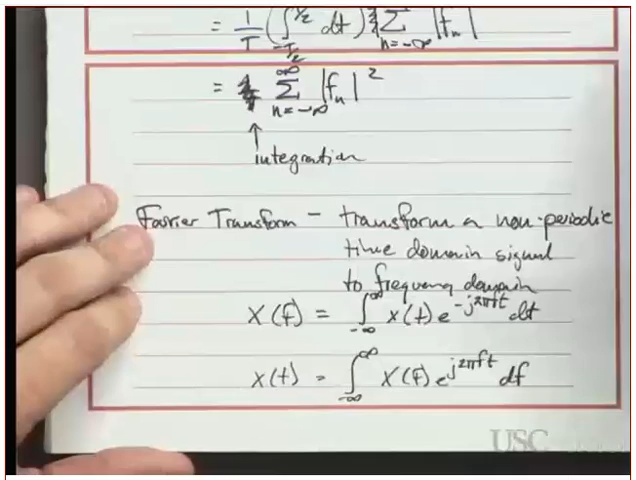 = 1/T (∫_{-T/2}^{T/2} dt) Σ_{n=-∞} |f_n|
= Σ_{n=-∞}^{∞} |f_n|^2
↑
integration
Fourier Transform - transform a non-periodic
time domain signal
to frequency domain
X(f) = ∫_{-∞}^{∞} x(t) e^{-j2πft} dt
x(t) = ∫_{-∞}^{∞} X(f) e^{j2πft} df
USC